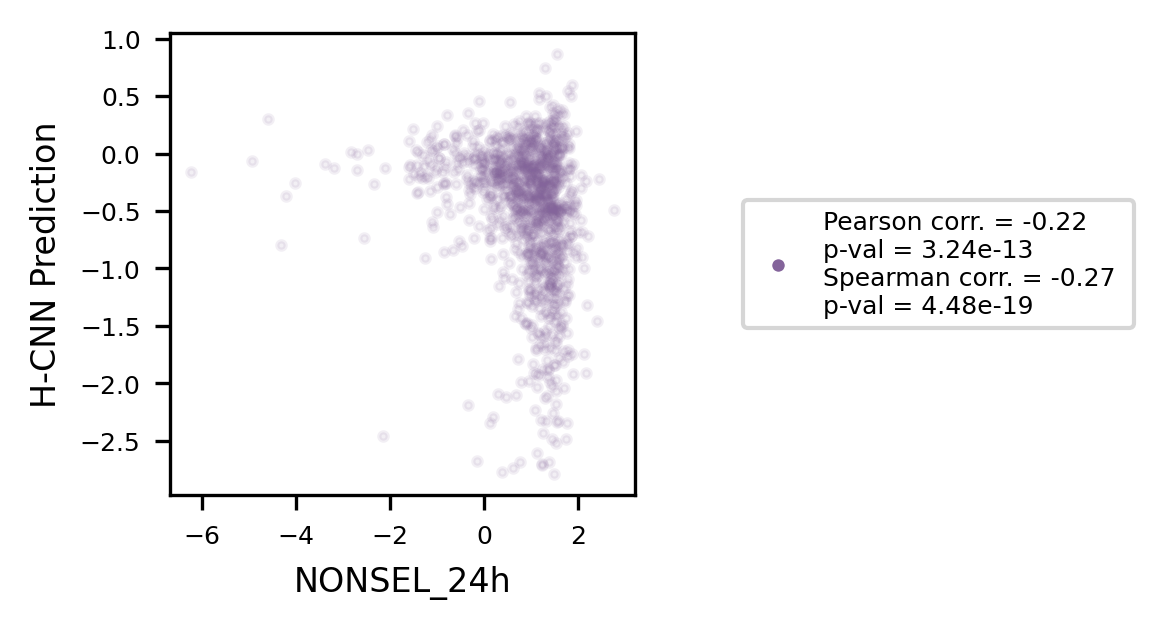 1.0
0.5
0.0
−0.5
−1.0
−1.5
−2.0
−2.5
H-CNN Prediction
−6 −4 −2 0 2
NONSEL_24h
Pearson corr. = -0.22
p-val = 3.24e-13
Spearman corr. = -0.27
p-val = 4.48e-19